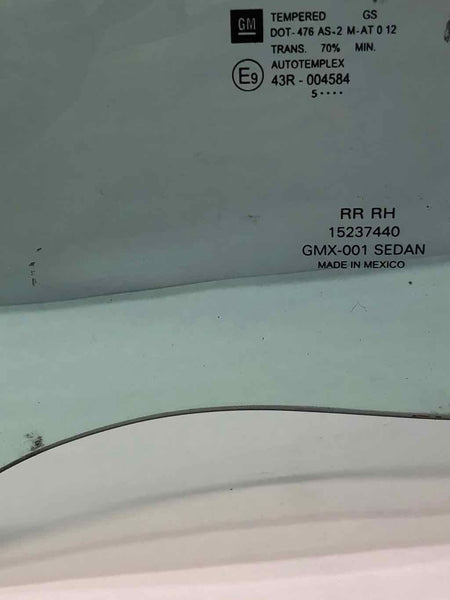 GM
TEMPERED GS
DOT-476 AS-2 M-AT 0 12
TRANS. 70% MIN.
AUTOTEMPLEX
E9 43R - 004584
5 ••••
RR RH
15237440
GMX-001 SEDAN
MADE IN MEXICO